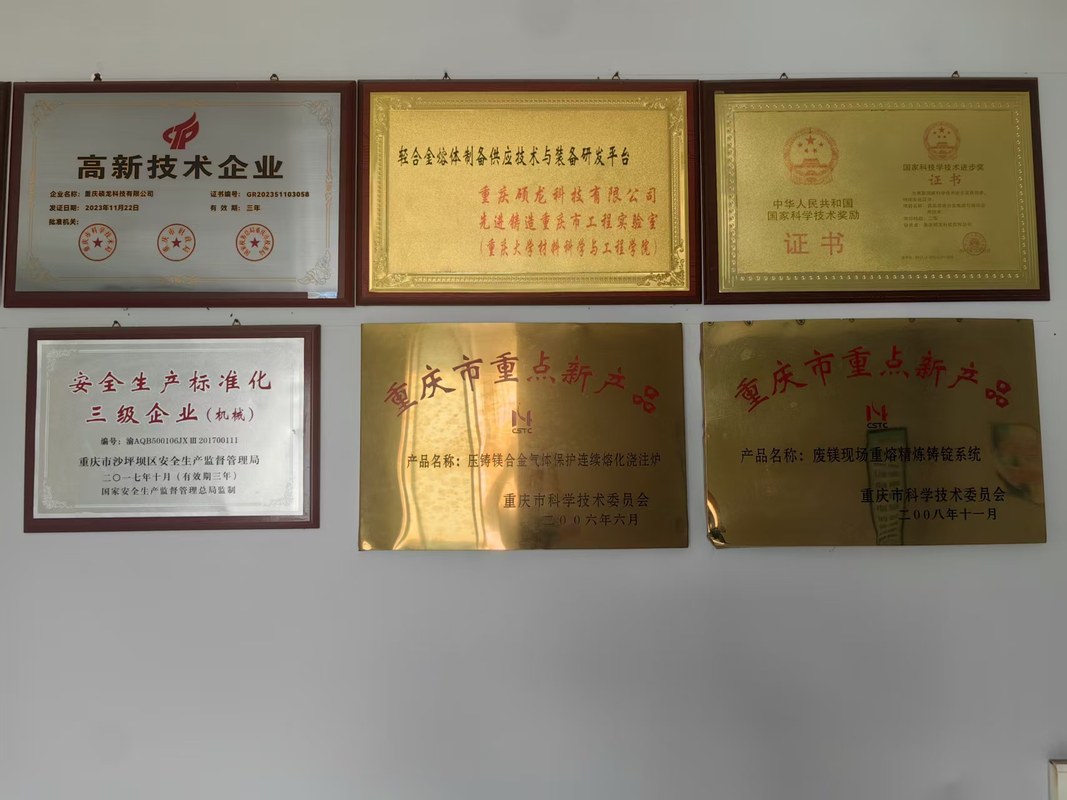 高新技术企业
企业名称：重庆硕龙科技有限公司 证书编号：GR202351103058
发证日期：2023年11月22日 有 效 期：三年
批准机关：
轻合金熔体制备供应技术与装备研发平台
重庆硕龙科技有限公司
先进铸造重庆市工程实验室
(重庆大学材料科学与工程学院)
中华人民共和国
国家科学技术奖励
证书
国家科学技术进步奖
证书
安全生产标准化
三级企业(机械)
编号：渝AQB500106JXⅢ201700111
重庆市沙坪坝区安全生产监督管理局
二〇一七年十月（有效期三年）
国家安全生产监督管理总局监制
重庆市重点新产品
CSTC
产品名称：压铸镁合金气体保护连续熔化浇注炉
重庆市科学技术委员会
二00六年六月
重庆市重点新产品
CSTC
产品名称：废镁现场重熔精炼铸锭系统
重庆市科学技术委员会
二00八年十一月